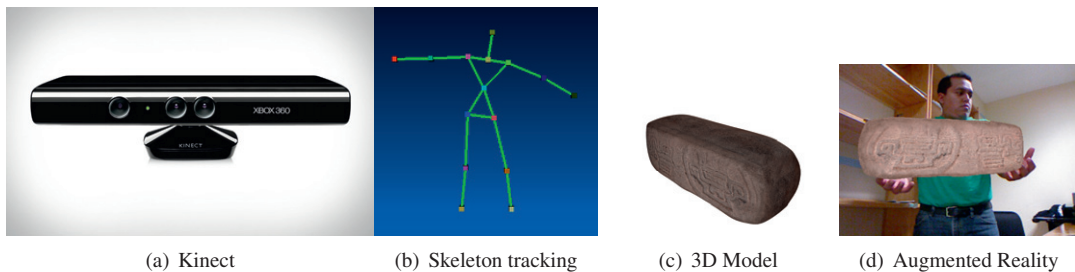 XBOX 360
KINECT
(a) Kinect
(b) Skeleton tracking
(c) 3D Model
(d) Augmented Reality